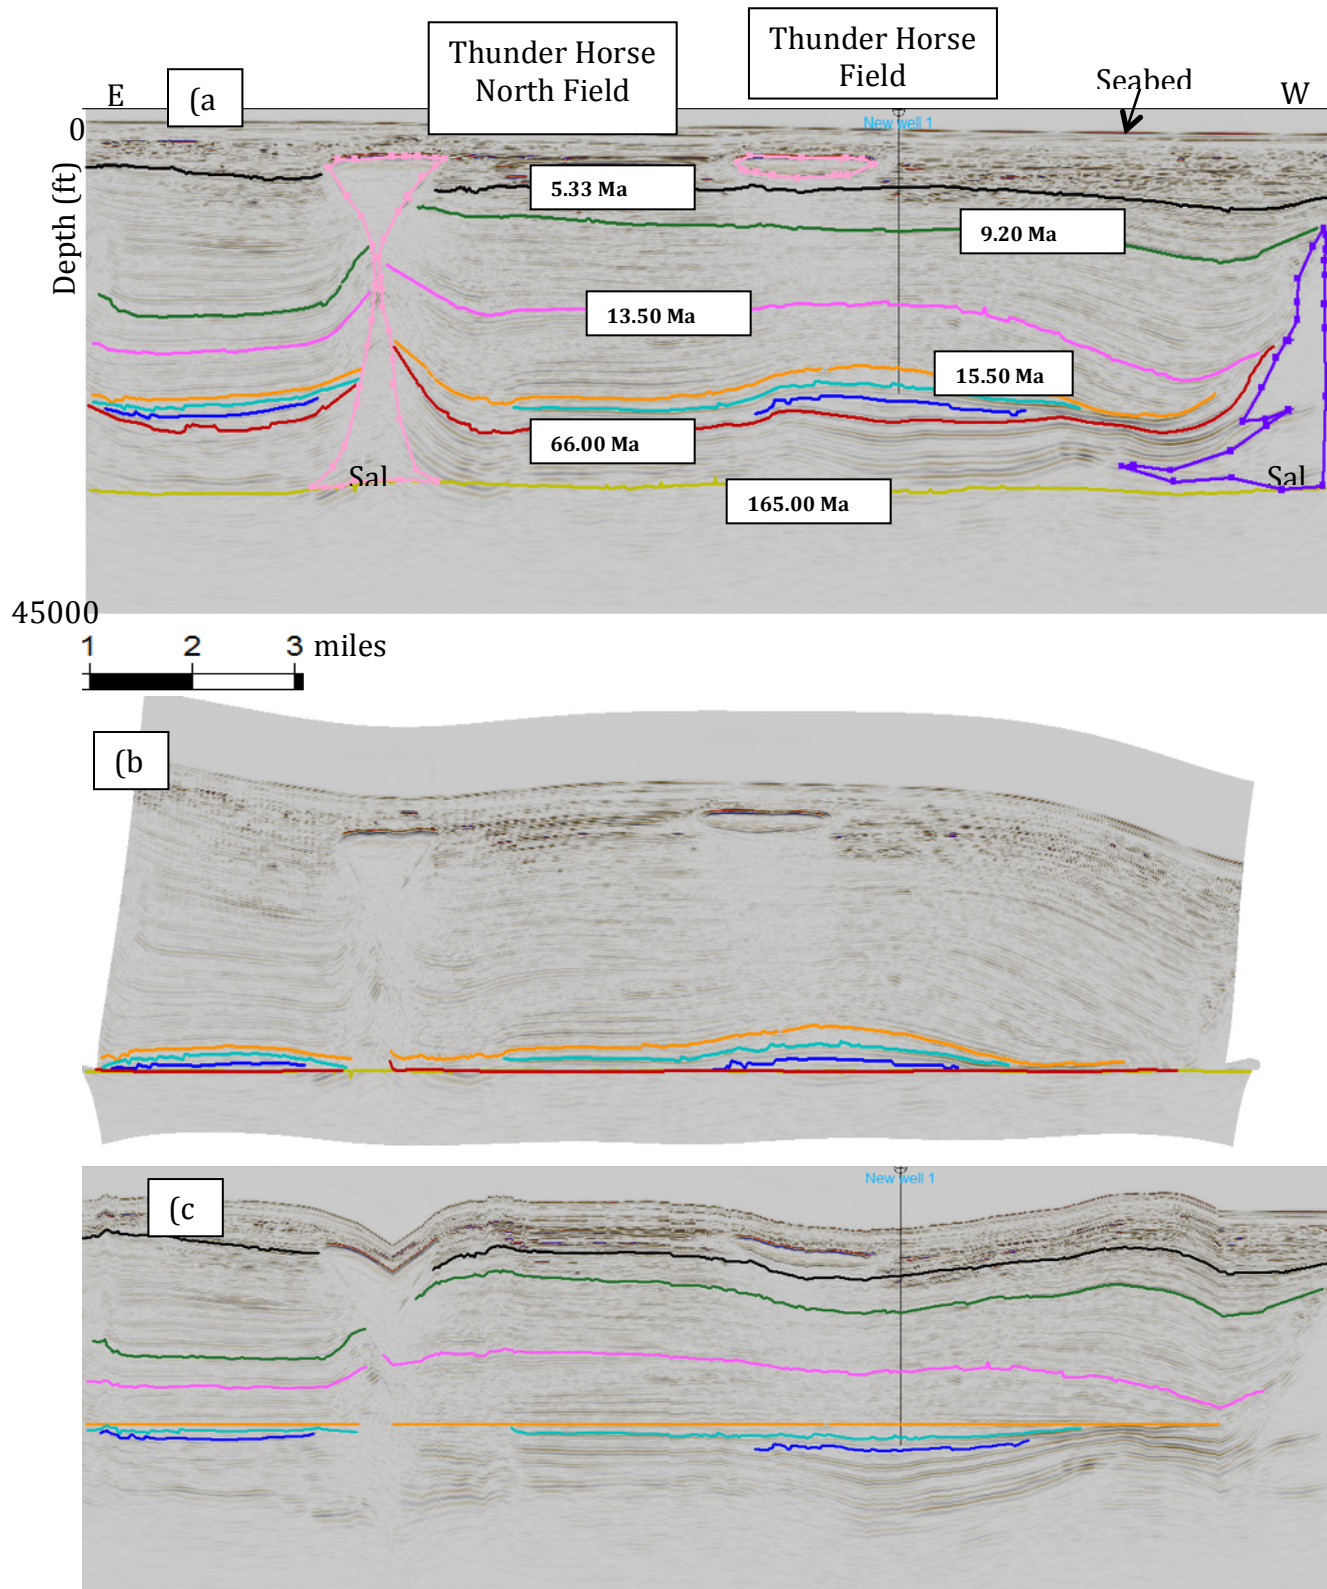 Thunder Horse
North Field
Thunder Horse
Field
E
(a
Seabed
W
0
New well 1
5.33 Ma
9.20 Ma
Depth (ft)
13.50 Ma
15.50 Ma
66.00 Ma
Sal
Sal
165.00 Ma
45000
1 2 3 miles
(b
(c
New well 1